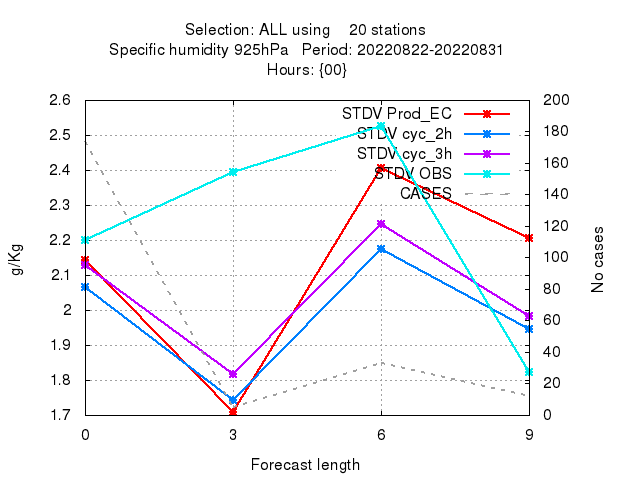 Selection: ALL using 20 stations
Specific humidity 925hPa Period: 20220822-20220831
Hours: {00}
2.6
2.5
2.4
2.3
2.2
2.1
2
1.9
1.8
1.7
g/Kg
STDV Prod_EC
STDV cyc_2h
STDV cyc_3h
STDV OBS
CASES
200
180
160
140
120
100
80
60
40
20
0
No cases
0 3 6 9
Forecast length